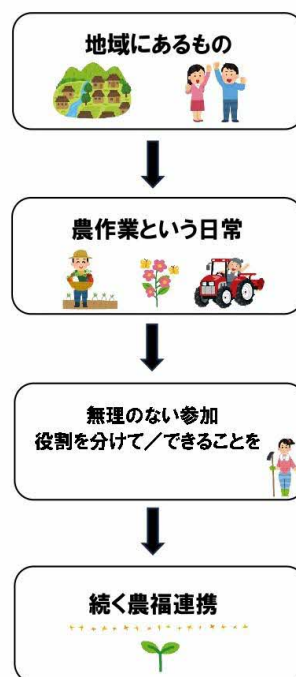 地域にあるもの
農作業という日常
無理のない参加
役割を分けて／できることを
続く農福連携